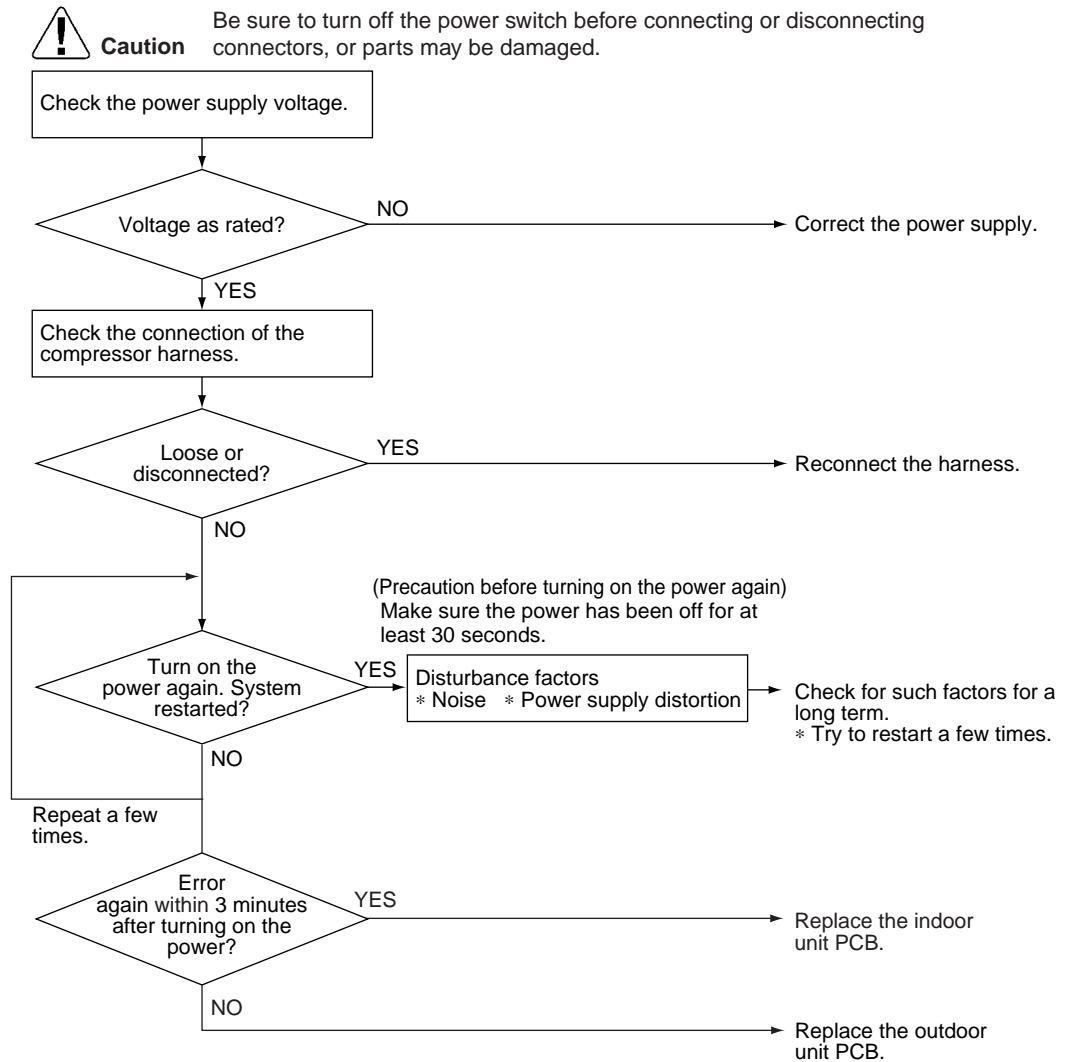 Be sure to turn off the power switch before connecting or disconnecting
Caution connectors, or parts may be damaged.
Check the power supply voltage.
Voltage as rated?
NO
Correct the power supply.
YES
Check the connection of the
compressor harness.
Loose or
disconnected?
YES
Reconnect the harness.
NO
(Precaution before turning on the power again)
Make sure the power has been off for at
least 30 seconds.
Turn on the
power again. System
restarted?
YES
Disturbance factors
* Noise * Power supply distortion
Check for such factors for a
long term.
* Try to restart a few times.
NO
Repeat a few
times.
Error
again within 3 minutes
after turning on the
power?
YES
Replace the indoor
unit PCB.
NO
Replace the outdoor
unit PCB.